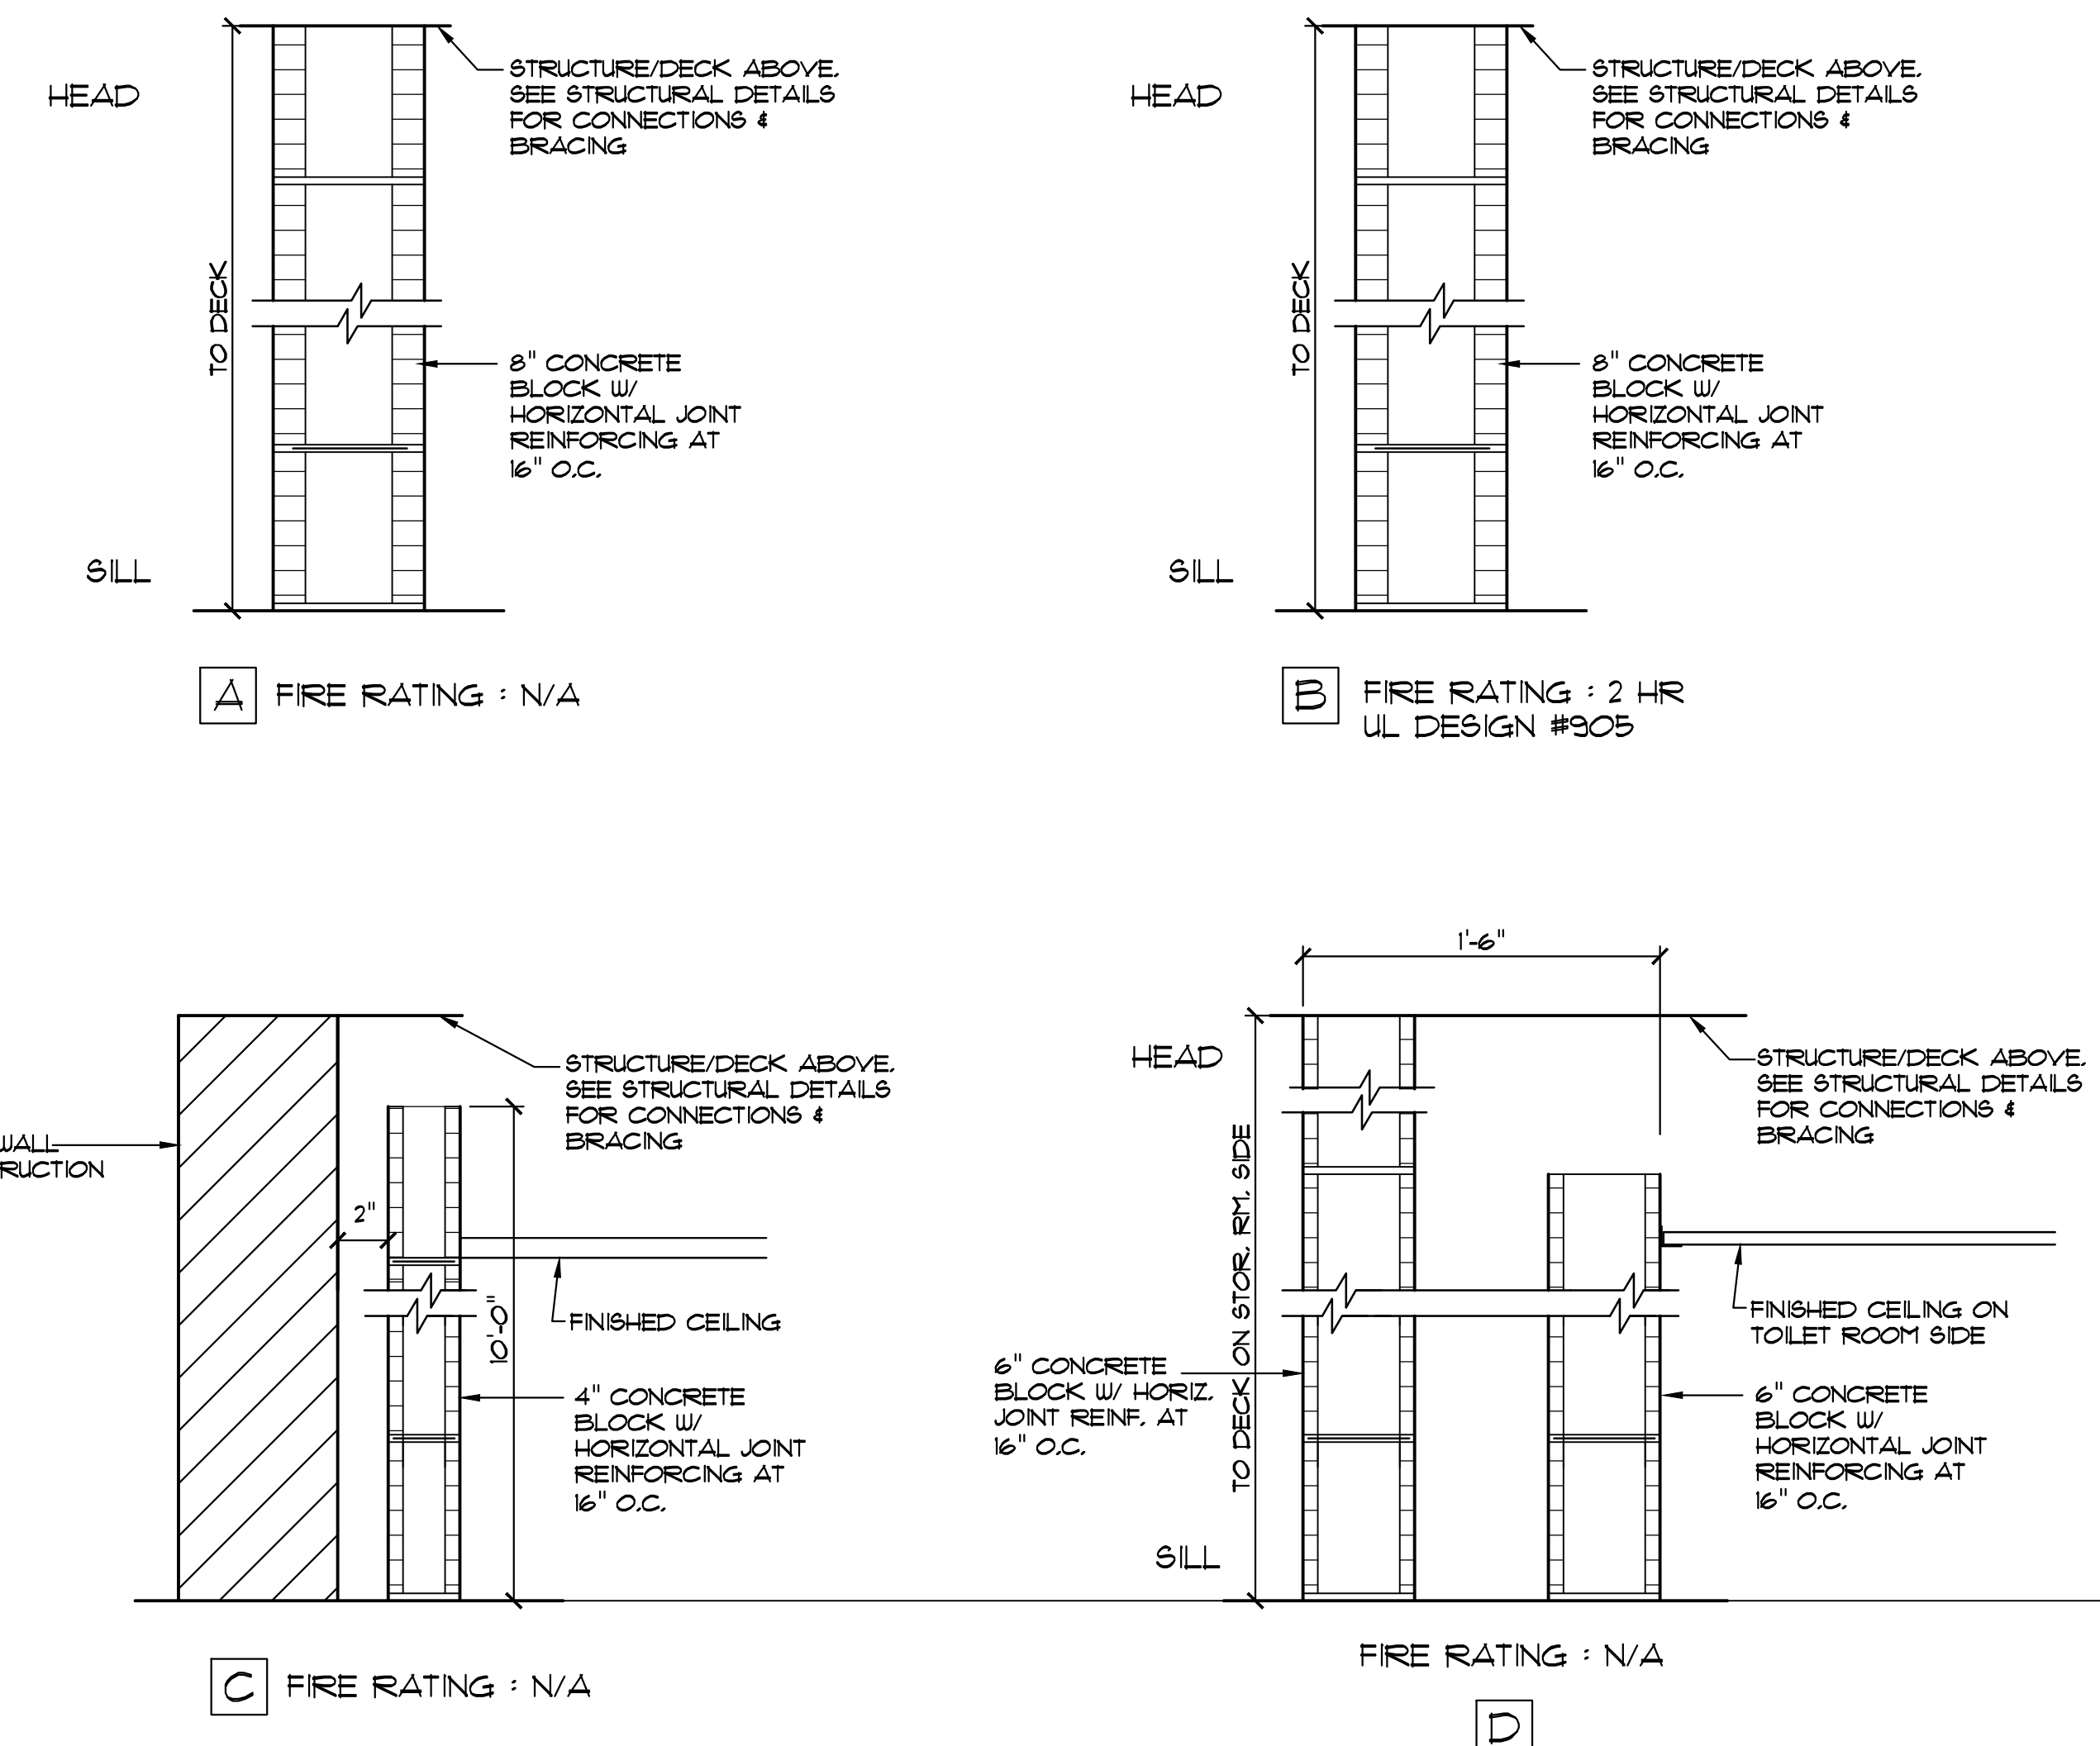 HEAD
TO DECK
STRUCTURE/DECK ABOVE.
SEE STRUCTURAL DETAILS
FOR CONNECTIONS &
BRACING
8" CONCRETE
BLOCK W/
HORIZONTAL JOINT
REINFORCING AT
16" O.C.
SILL
A FIRE RATING : N/A
HEAD
TO DECK
STRUCTURE/DECK ABOVE.
SEE STRUCTURAL DETAILS
FOR CONNECTIONS &
BRACING
8" CONCRETE
BLOCK W/
HORIZONTAL JOINT
REINFORCING AT
16" O.C.
SILL
B FIRE RATING : 2 HR
UL DESIGN #905
WALL
RUCTION
2"
STRUCTURE/DECK ABOVE.
SEE STRUCTURAL DETAILS
FOR CONNECTIONS &
BRACING
10'-0"
FINISHED CEILING
4" CONCRETE
BLOCK W/
HORIZONTAL JOINT
REINFORCING AT
16" O.C.
C FIRE RATING : N/A
1'-6"
HEAD
TO DECK ON STOR. RM. SIDE
STRUCTURE/DECK ABOVE.
SEE STRUCTURAL DETAILS
FOR CONNECTIONS &
BRACING
FINISHED CEILING ON
TOILET ROOM SIDE
6" CONCRETE
BLOCK W/ HORIZ.
JOINT REINF. AT
16" O.C.
6" CONCRETE
BLOCK W/
HORIZONTAL JOINT
REINFORCING AT
16" O.C.
SILL
FIRE RATING : N/A
D